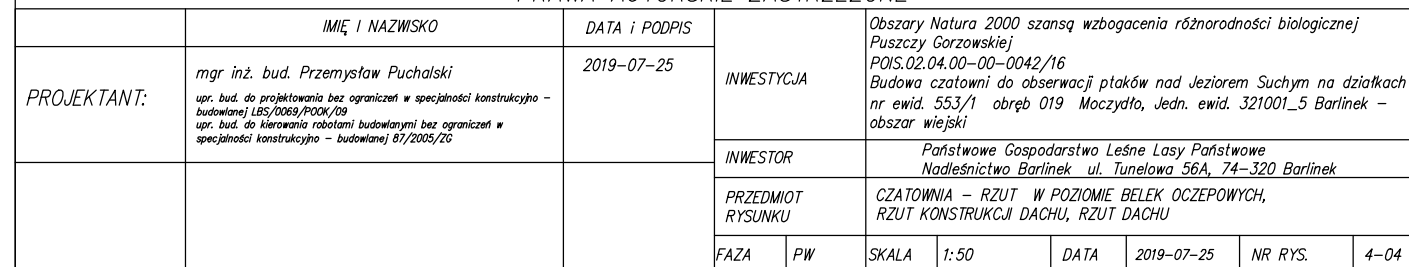 IMIĘ I NAZWISKO
DATA i PODPIS
PROJEKTANT:
mgr inż. bud. Przemysław Puchalski
upr. bud. do projektowania bez ograniczeń w specjalności konstrukcyjno –
budowlanej LBS/0069/POOK/09
upr. bud. do kierowania robotami budowlanymi bez ograniczeń w
specjalności konstrukcyjno – budowlanej 87/2005/ZG
2019-07-25
INWESTYCJA
Obszary Natura 2000 szansą wzbogacenia różnorodności biologicznej
Puszczy Gorzowskiej
POIS.02.04.00-00-0042/16
Budowa czatowni do obserwacji ptaków nad Jeziorem Suchym na działkach
nr ewid. 553/1 obręb 019 Moczydło, Jedn. ewid. 321001_5 Barlinek –
obszar wiejski
INWESTOR
Państwowe Gospodarstwo Leśne Lasy Państwowe
Nadleśnictwo Barlinek ul. Tunelowa 56A, 74-320 Barlinek
PRZEDMIOT
RYSUNKU
CZATOWNIA – RZUT W POZIOMIE BELEK OCZEPOWYCH,
RZUT KONSTRUKCJI DACHU, RZUT DACHU
FAZA PW SKALA 1:50 DATA 2019-07-25 NR RYS. 4-04